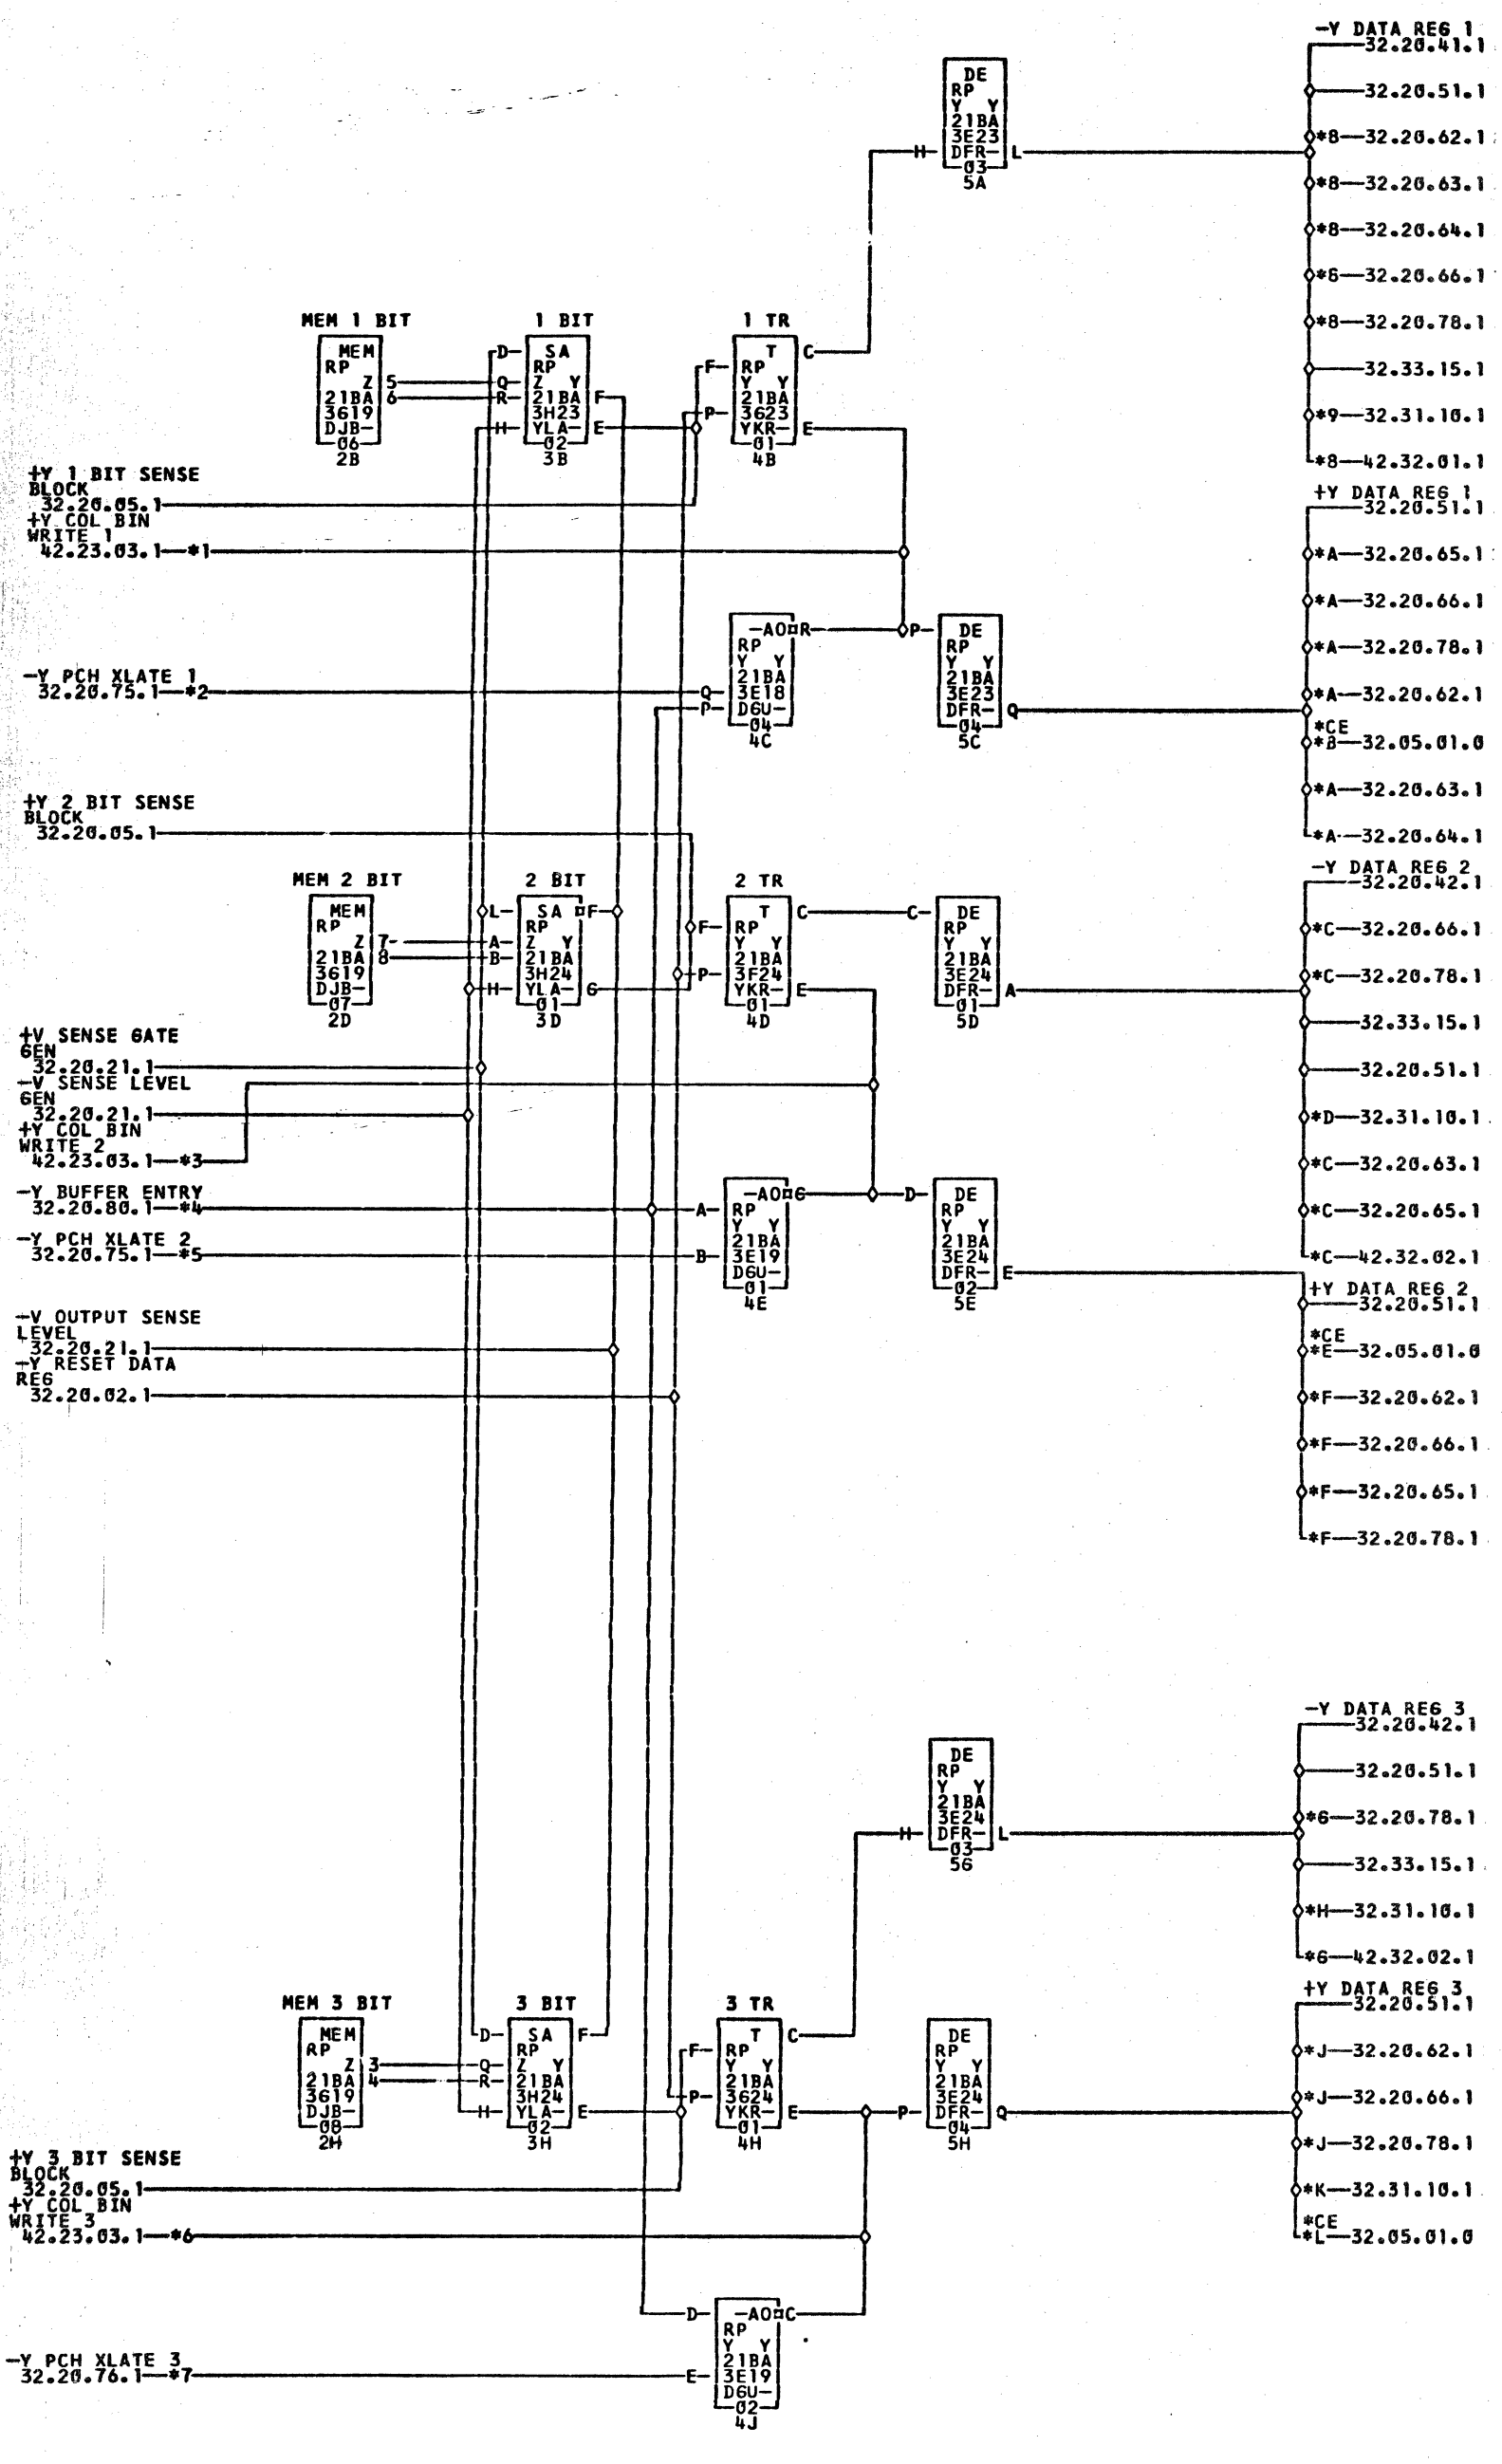 -Y DATA REG 1
32.20.41.1
32.20.51.1
*8—32.20.62.1
*8—32.20.63.1
*8—32.20.64.1
*8—32.20.66.1
*8—32.20.78.1
32.33.15.1
*9—32.31.10.1
*8—42.32.01.1
DE
RP
Y Y
21BA
3E23
H DFR- L
03
5A
MEM 1 BIT
MEM
RP
Z 5
21BA 6
3619
DJB-
06
2B
1 BIT
D SA
RP
Q Z Y
R 21BA F
3H23
H YLA- E
02
3B
1 TR
T C
F RP
Y Y
21BA
P 3623
YKR- E
01
4B
+Y 1 BIT SENSE
BLOCK
32.20.05.1
+Y COL BIN
WRITE 1
42.23.03.1—*1
-Y PCH XLATE 1
32.20.75.1—*2
-AO R
RP
Y Y
21BA
Q 3E18
P DGU-
04
4C
P DE
RP
Y Y
21BA
3E23
DFR- Q
04
5C
+Y DATA REG 1
32.20.51.1
*A—32.20.65.1
*A—32.20.66.1
*A—32.20.78.1
*A—32.20.62.1
*CE
*B—32.05.01.0
*A—32.20.63.1
*A—32.20.64.1
+Y 2 BIT SENSE
BLOCK
32.20.05.1
MEM 2 BIT
MEM
RP
Z 7
21BA 8
3619
DJB-
07
2D
2 BIT
L SA F
RP
A Z Y
B 21BA
3H24
H YLA- G
01
3D
2 TR
T C
F RP
Y Y
21BA
P 3F24
YKR- E
01
4D
C DE
RP
Y Y
21BA
3E24
DFR- A
01
5D
-Y DATA REG 2
32.20.42.1
*C—32.20.66.1
*C—32.20.78.1
32.33.15.1
32.20.51.1
*D—32.31.10.1
*C—32.20.63.1
*C—32.20.65.1
*C—42.32.02.1
+V SENSE GATE
GEN
32.20.21.1
-V SENSE LEVEL
GEN
32.20.21.1
+Y COL BIN
WRITE 2
42.23.03.1—*3
-Y BUFFER ENTRY
32.20.80.1—*4
-Y PCH XLATE 2
32.20.75.1—*5
-AO G
A RP
Y Y
21BA
B 3E19
DGU-
01
4E
D DE
RP
Y Y
21BA
3E24
DFR- E
02
5E
+Y DATA REG 2
32.20.51.1
*CE
*E—32.05.01.0
*F—32.20.62.1
*F—32.20.66.1
*F—32.20.65.1
*F—32.20.78.1
-V OUTPUT SENSE
LEVEL
32.20.21.1
-Y RESET DATA
REG
32.20.02.1
DE
RP
Y Y
21BA
3E24
H DFR- L
03
5G
-Y DATA REG 3
32.20.42.1
32.20.51.1
*G—32.20.78.1
32.33.15.1
*H—32.31.10.1
*G—42.32.02.1
MEM 3 BIT
MEM
RP
Z 3
21BA 4
3619
DJB-
08
2H
3 BIT
D SA F
RP
Q Z Y
R 21BA
3H24
H YLA- E
02
3H
3 TR
T C
F RP
Y Y
21BA
P 3624
YKR- E
01
4H
DE
RP
Y Y
21BA
3E24
P DFR- Q
04
5H
+Y DATA REG 3
32.20.51.1
*J—32.20.62.1
*J—32.20.66.1
*J—32.20.78.1
*K—32.31.10.1
*CE
*L—32.05.01.0
+Y 3 BIT SENSE
BLOCK
32.20.05.1
+Y COL BIN
WRITE 3
42.23.03.1—*6
-Y PCH XLATE 3
32.20.76.1—*7
D -AO C
RP
Y Y
21BA
E 3E19
DGU-
02
4J